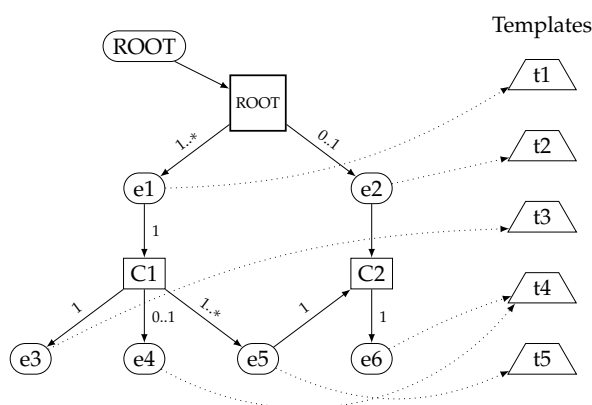 Templates
ROOT
t1
ROOT
1..*
0..1
t2
e1
e2
t3
1
C1
C2
t4
1
0..1
1..*
1
1
e3
e4
e5
e6
t5